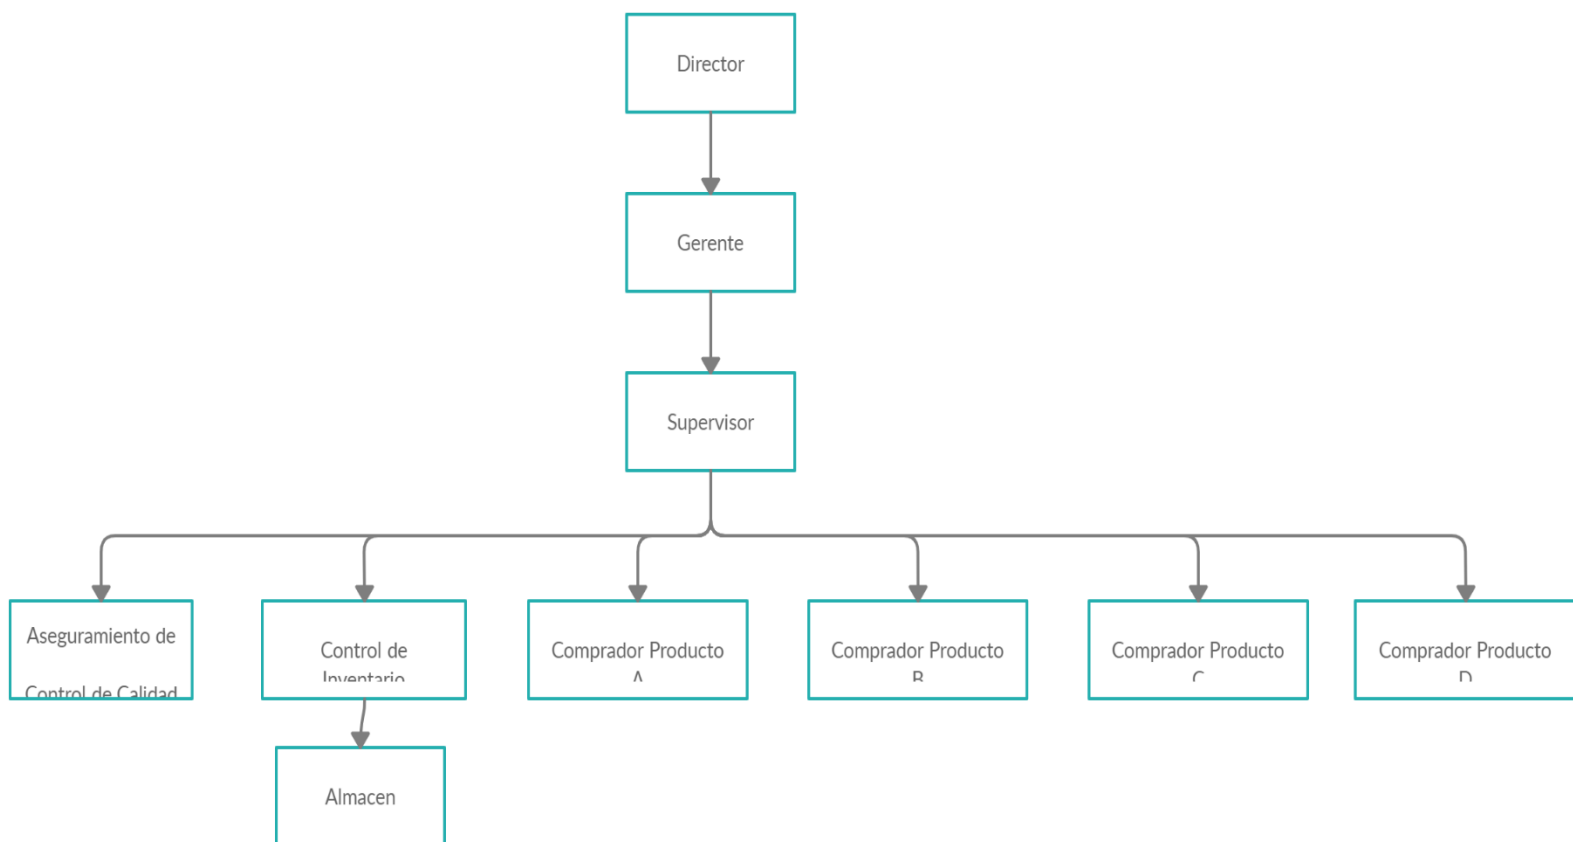 Director
Gerente
Supervisor
Aseguramiento de
Control de Calidad
Control de
Inventario
Comprador Producto
A
Comprador Producto
B
Comprador Producto
C
Comprador Producto
D
Almacen